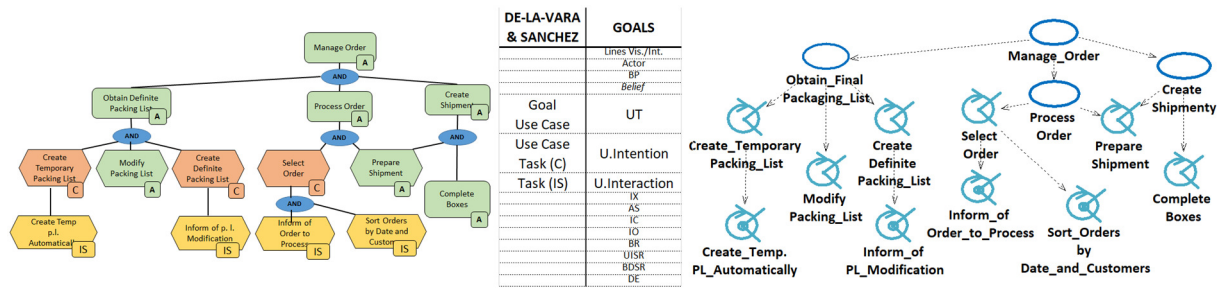 Manage Order
A
AND
Obtain Definite
Packing List
A
Process Order
A
Create
Shipment
A
AND
AND
AND
Create
Temporary
Packing List
C
Modify
Packing List
A
Create
Definite
Packing List
C
Select
Order
C
Prepare
Shipment
A
Complete
Boxes
A
AND
Create Temp
p.l.
Automatically
IS
Inform of p. l.
Modification
IS
Inform of
Order to
Process
IS
Sort Orders
by Date and
Custom
IS
DE-LA-VARA
& SANCHEZ
GOALS
Lines Vis./Int.
Actor
BP
Belief
Goal
Use Case
UT
Use Case
Task (C)
U.Intention
Task (IS)
U.Interaction
IX
AS
IC
IO
BR
UISR
BDSR
DE
Manage_Order
Obtain_Final
Packaging_List
Process
Order
Create
Shipmenty
Create_Temporary
Packing_List
Modify
Packing_List
Create
Definite
Packing_List
Select
Order
Prepare
Shipment
Complete
Boxes
Create_Temp.
PL_Automatically
Inform_of
PL_Modification
Inform_of
Order_to_Process
Sort_Orders
by
Date_and_Customers